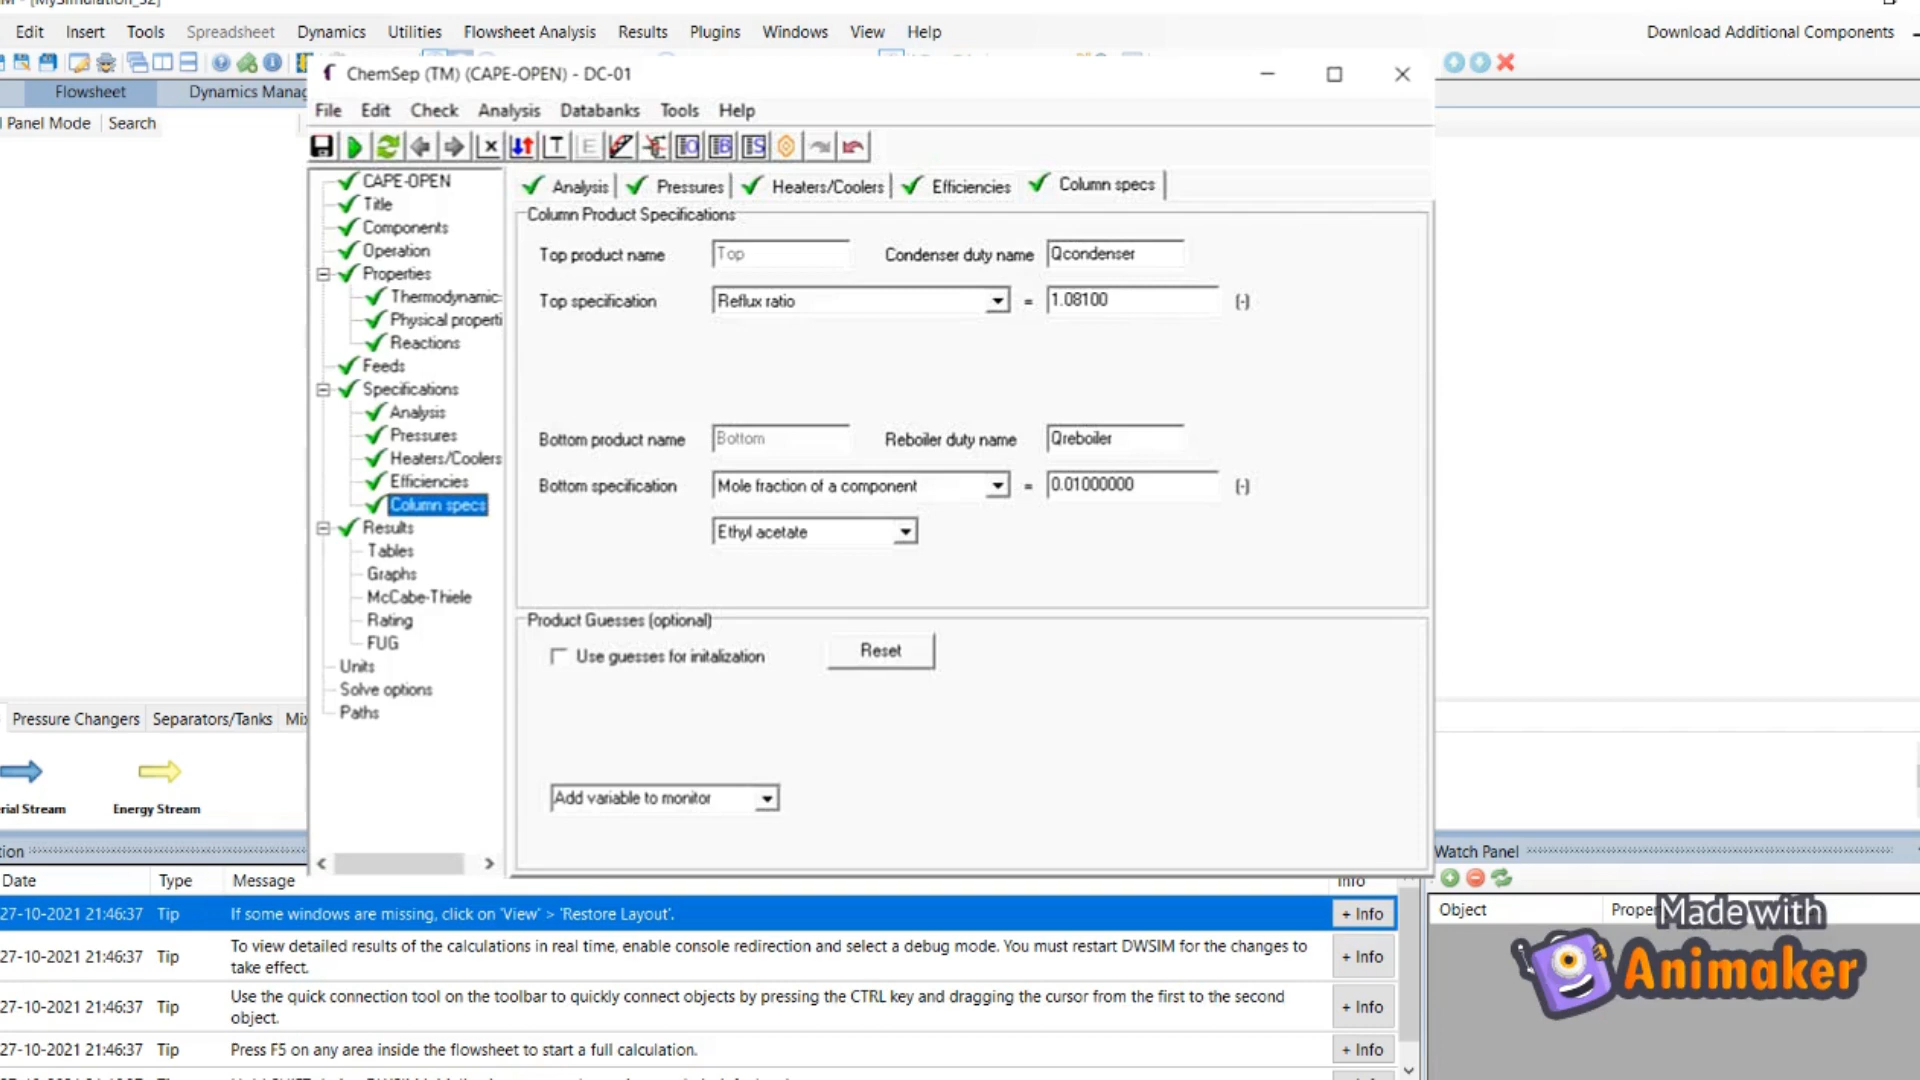 Edit Insert Tools Spreadsheet Dynamics Utilities Flowsheet Analysis Results Plugins Windows View Help Download Additional Components
Flowsheet Dynamics Manag
Panel Mode Search
ChemSep (TM) (CAPE-OPEN) - DC-01
File Edit Check Analysis Databanks Tools Help
CAPE-OPEN
Title
Components
Operation
Properties
Thermodynamic
Physical properti
Reactions
Feeds
Specifications
Analysis
Pressures
Heaters/Coolers
Efficiencies
Column specs
Results
Tables
Graphs
McCabe-Thiele
Rating
FUG
Units
Solve options
Paths
Analysis Pressures Heaters/Coolers Efficiencies Column specs
Column Product Specifications
Top product name Top Condenser duty name Qcondenser
Top specification Reflux ratio = 1.08100 (-)
Bottom product name Bottom Reboiler duty name Qreboiler
Bottom specification Mole fraction of a component = 0.01000000 (-)
Ethyl acetate
Product Guesses (optional)
Use guesses for initalization Reset
Add variable to monitor
Pressure Changers Separators/Tanks Mix
rial Stream Energy Stream
tion
Date Type Message Info
27-10-2021 21:46:37 Tip If some windows are missing, click on 'View' > 'Restore Layout'. + Info
27-10-2021 21:46:37 Tip To view detailed results of the calculations in real time, enable console redirection and select a debug mode. You must restart DWSIM for the changes to
take effect. + Info
27-10-2021 21:46:37 Tip Use the quick connection tool on the toolbar to quickly connect objects by pressing the CTRL key and dragging the cursor from the first to the second
object. + Info
27-10-2021 21:46:37 Tip Press F5 on any area inside the flowsheet to start a full calculation. + Info
Watch Panel
Object Proper
Made with
Animaker